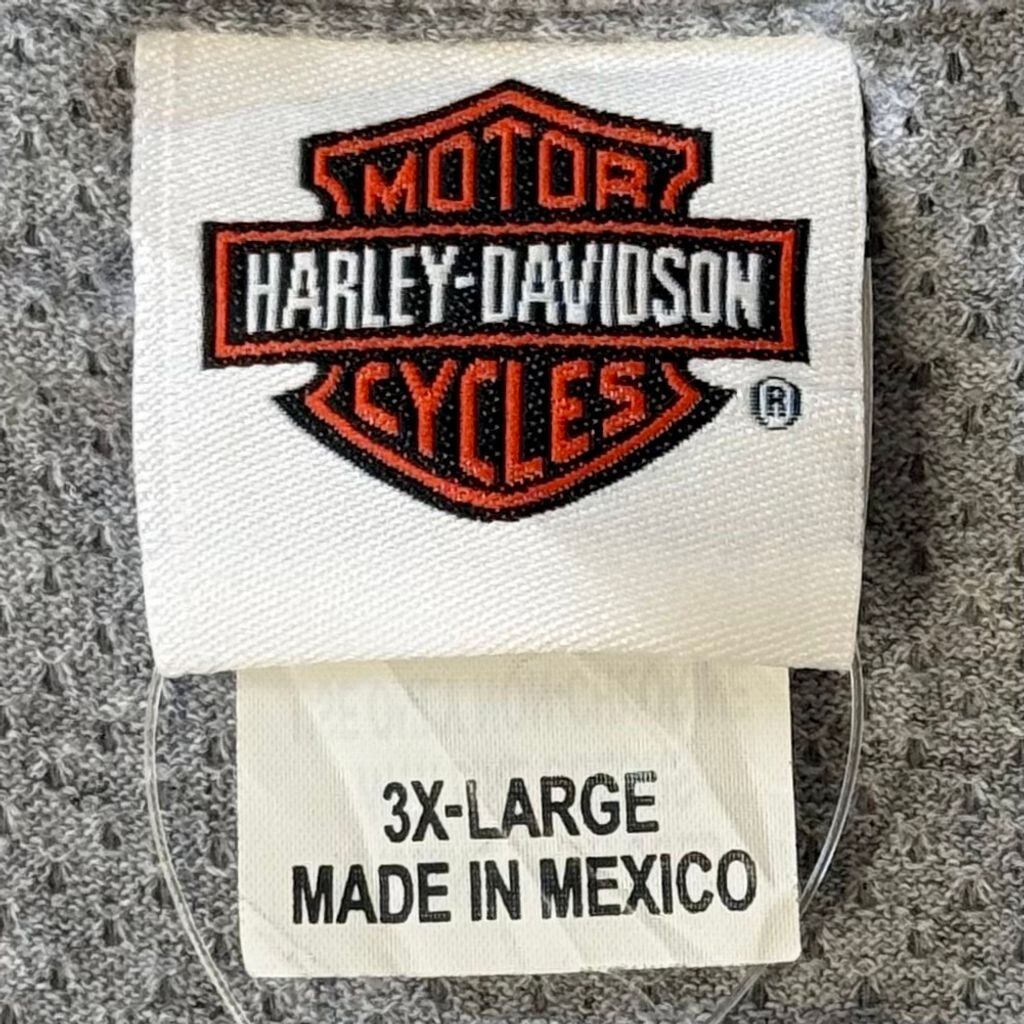 MOTOR
HARLEY-DAVIDSON
CYCLES
®
3X-LARGE
MADE IN MEXICO